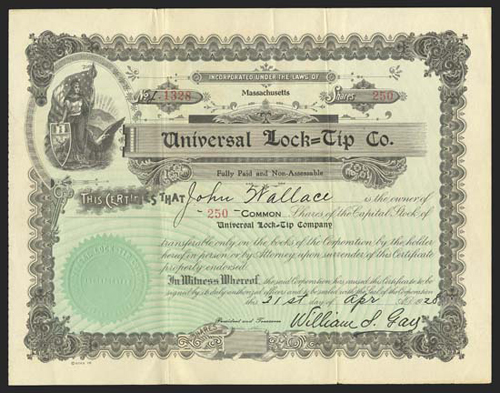 INCORPORATED UNDER THE LAWS OF
Massachusetts
1328
Shares 250
Universal Lock=Tip Co.
Fully Paid and Non-Assessable
THIS CERTIFIES THAT John Wallace is the owner of
250 COMMON Shares of the Capital Stock of
Universal Lock-Tip Company
transferable only on the books of the Corporation by the holder
hereof in person or by Attorney upon surrender of this Certificate
properly endorsed.
In Witness Whereof, the said Corporation has caused this Certificate to be
signed by its duly authorized officers and to be sealed with the Seal of the Corporation
this 21st day of Apr 1928
President and Treasurer
William S. Gay
SHARES